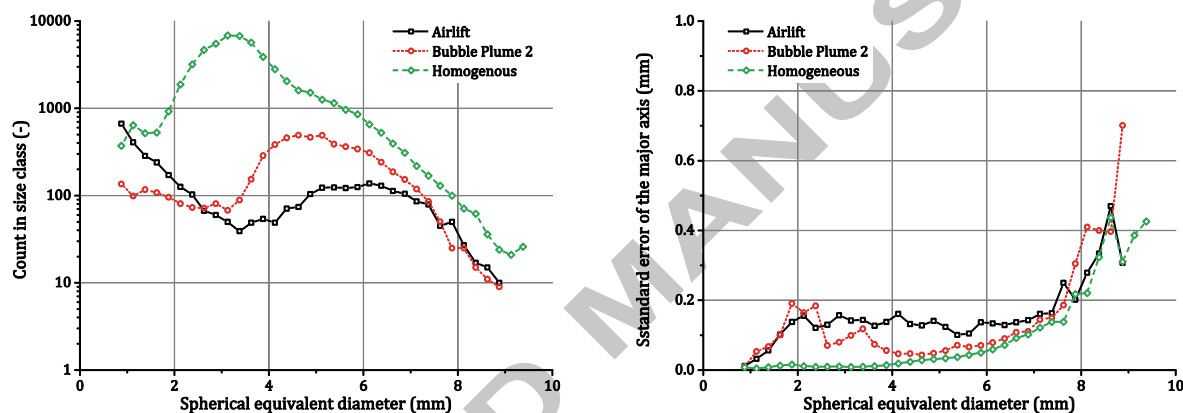 10000
1000
100
10
1
0
2
4
6
8
10
Count in size class (-)
Spherical equivalent diameter (mm)
Airlift
Bubble Plume 2
Homogenous
1.0
0.8
0.6
0.4
0.2
0.0
0
2
4
6
8
10
Sstandard error of the major axis (mm)
Spherical equivalent diameter (mm)
Airlift
Bubble Plume 2
Homogeneous
D MANUS